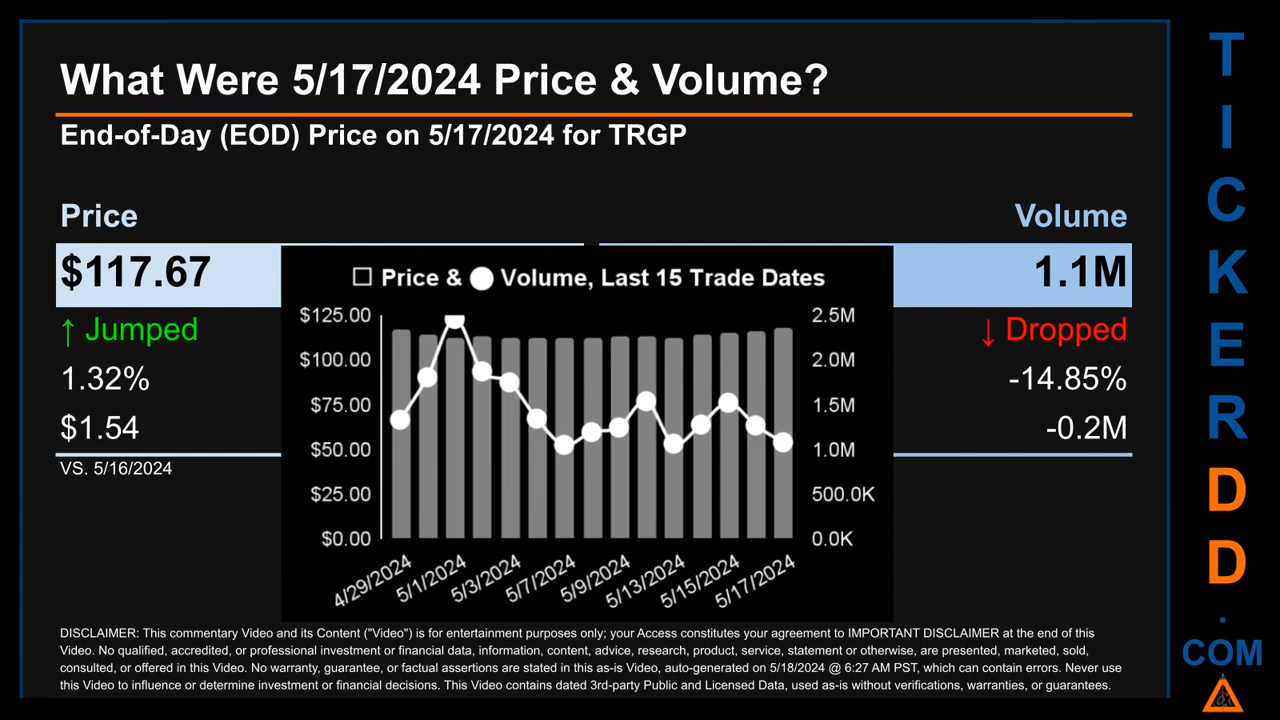 What Were 5/17/2024 Price & Volume?
End-of-Day (EOD) Price on 5/17/2024 for TRGP
Price
Volume
$117.67
1.1M
↑ Jumped
↓ Dropped
1.32%
-14.85%
$1.54
-0.2M
VS. 5/16/2024
Price & Volume, Last 15 Trade Dates
$125.00
$100.00
$75.00
$50.00
$25.00
$0.00
2.5M
2.0M
1.5M
1.0M
500.0K
0.0K
4/29/2024
5/1/2024
5/3/2024
5/7/2024
5/9/2024
5/13/2024
5/15/2024
5/17/2024
DISCLAIMER: This commentary Video and its Content ("Video") is for entertainment purposes only; your Access constitutes your agreement to IMPORTANT DISCLAIMER at the end of this
Video. No qualified, accredited, or professional investment or financial data, information, content, advice, research, product, service, statement or otherwise, are presented, marketed, sold,
consulted, or offered in this Video. No warranty, guarantee, or factual assertions are stated in this as-is Video, auto-generated on 5/18/2024 @ 6:27 AM PST, which can contain errors. Never use
this Video to influence or determine investment or financial decisions. This Video contains dated 3rd-party Public and Licensed Data, used as-is without verifications, warranties, or guarantees.
T
I
C
K
E
R
D
D
.
COM